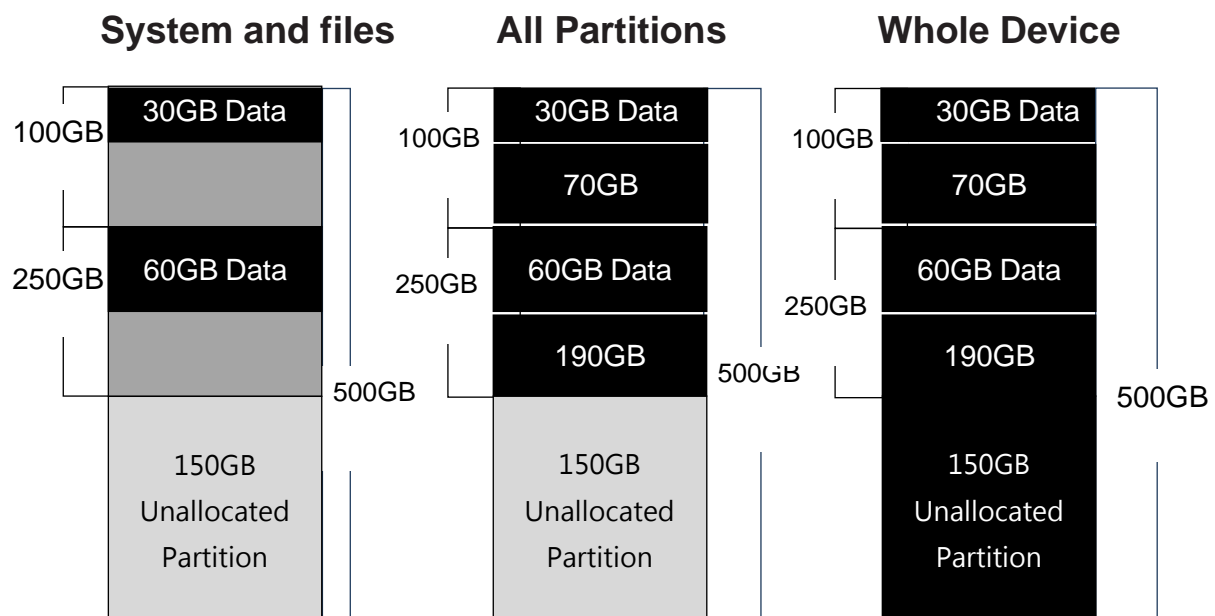 System and files
All Partitions
Whole Device
100GB
30GB Data
250GB
60GB Data
500GB
150GB
Unallocated
Partition
100GB
30GB Data
70GB
250GB
60GB Data
190GB
500GB
150GB
Unallocated
Partition
100GB
30GB Data
70GB
250GB
60GB Data
190GB
500GB
150GB
Unallocated
Partition